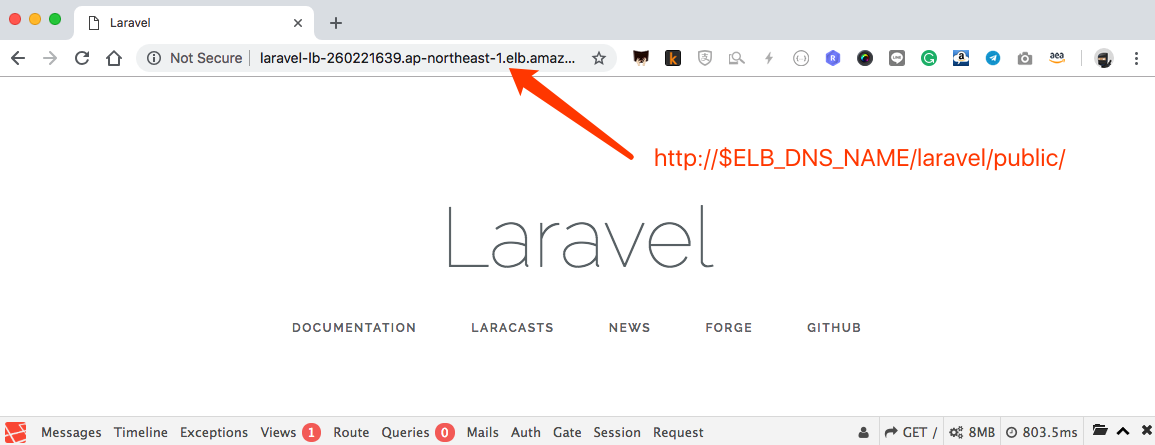 Laravel
Not Secure laravel-lb-260221639.ap-northeast-1.elb.amaz...
http://$ELB_DNS_NAME/laravel/public/
Laravel
DOCUMENTATION LARACASTS NEWS FORGE GITHUB
Messages Timeline Exceptions Views 1 Route Queries 0 Mails Auth Gate Session Request GET / 8MB 803.5ms